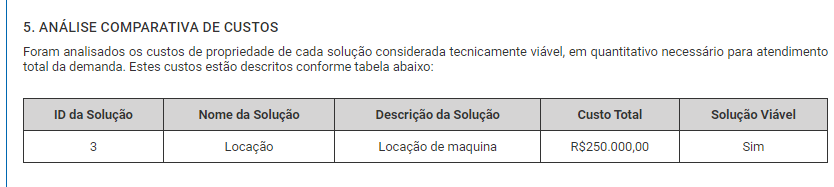 5. ANÁLISE COMPARATIVA DE CUSTOS
Foram analisados os custos de propriedade de cada solução considerada tecnicamente viável, em quantitativo necessário para atendimento
total da demanda. Estes custos estão descritos conforme tabela abaixo:
ID da Solução Nome da Solução Descrição da Solução Custo Total Solução Viável
3 Locação Locação de maquina R$250.000,00 Sim